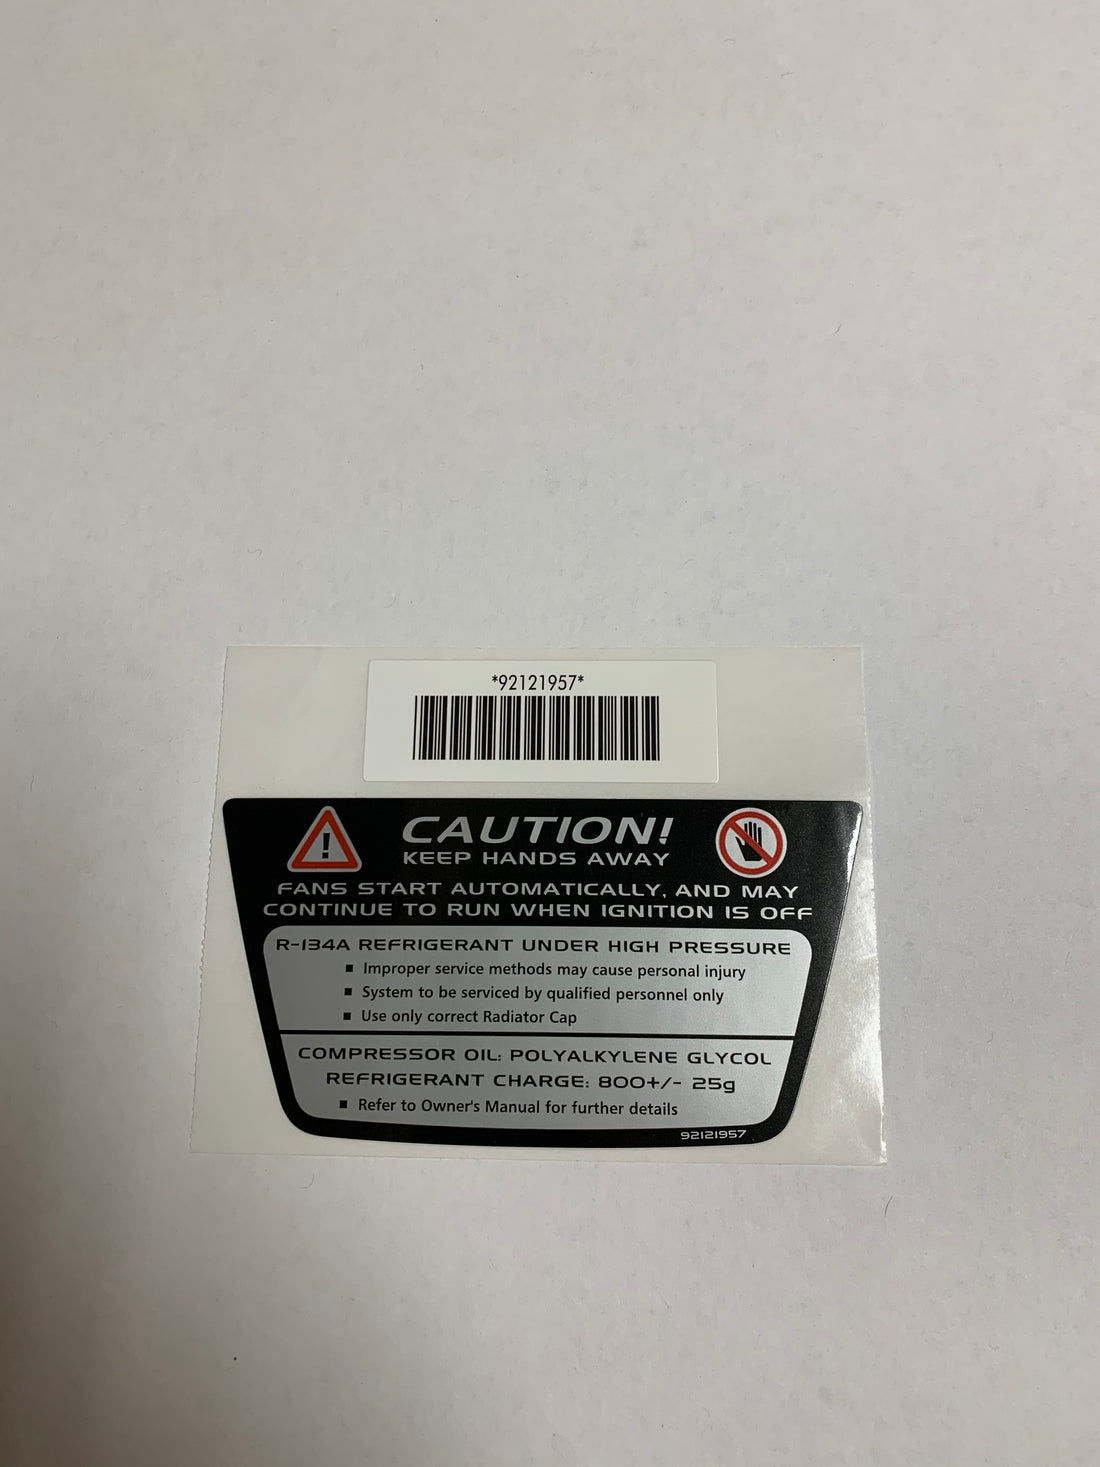 *92121957*
!
CAUTION!
KEEP HANDS AWAY
FANS START AUTOMATICALLY, AND MAY
CONTINUE TO RUN WHEN IGNITION IS OFF
R-134A REFRIGERANT UNDER HIGH PRESSURE
▪ Improper service methods may cause personal injury
▪ System to be serviced by qualified personnel only
▪ Use only correct Radiator Cap
COMPRESSOR OIL: POLYALKYLENE GLYCOL
REFRIGERANT CHARGE: 800+/- 25g
▪ Refer to Owner's Manual for further details
92121957